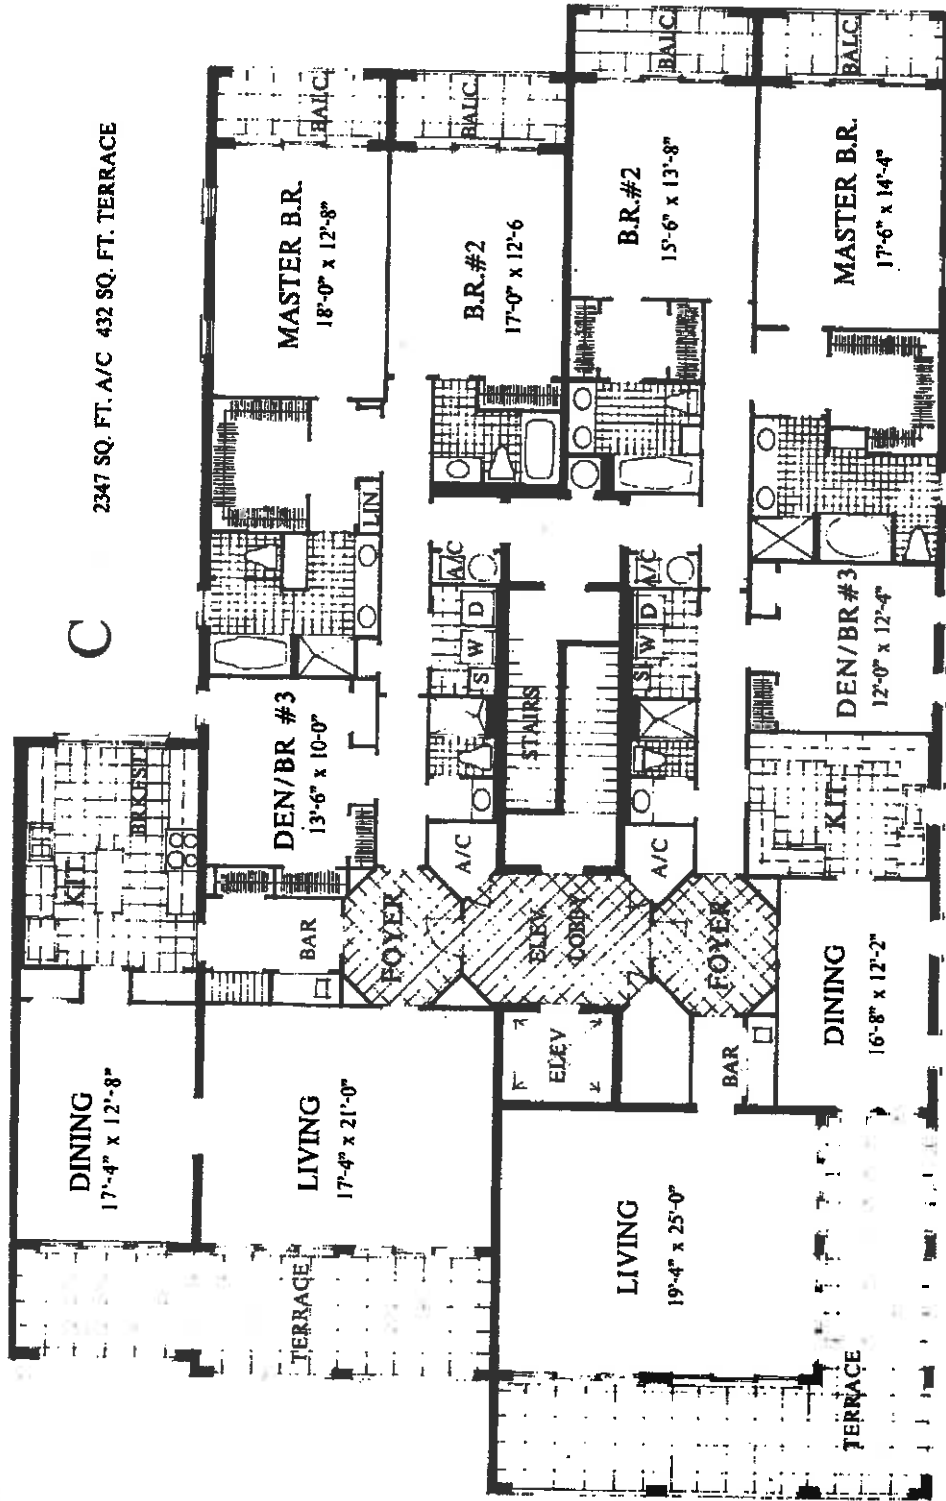 C
2347 SQ. FT. A/C 432 SQ. FT. TERRACE
KIT.
BRKFST
DINING
17'-4" x 12'-8"
TERRACE
LIVING
17'-4" x 21'-0"
BAR
FOYER
DEN/BR #3
13'-6" x 10-0"
LIN
MASTER B.R.
18'-0" x 12'-8"
BALC.
B.R.#2
17'-0" x 12'-6
BALC.
A/C
S
W
D
A/C
STAIRS
ELEV.
LOBBY
ELEV
A/C
S
W
D
A/C
B.R.#2
15'-6" x 13'-8"
BALC.
MASTER B.R.
17'-6" x 14'-4"
BALC.
DEN/BR #3
12'-0" x 12'-4"
KIT.
FOYER
BAR
DINING
16'-8" x 12'-2"
LIVING
19'-4" x 25'-0"
TERRACE